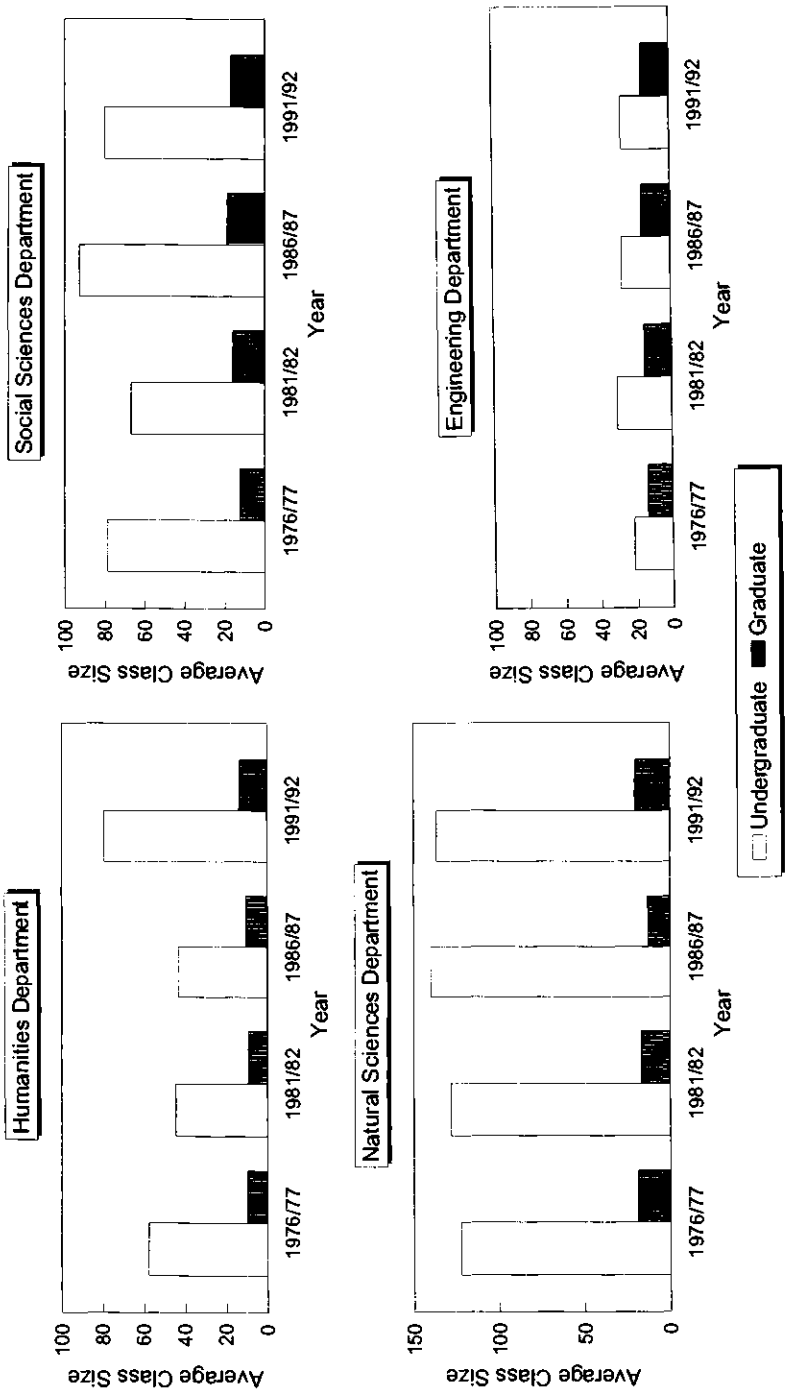 Humanities Department
Average Class Size
100
80
60
40
20
0
1976/77 1981/82 1986/87 1991/92
Year
Social Sciences Department
Average Class Size
100
80
60
40
20
0
1976/77 1981/82 1986/87 1991/92
Year
Natural Sciences Department
Average Class Size
150
100
50
0
1976/77 1981/82 1986/87 1991/92
Year
Engineering Department
Average Class Size
100
80
60
40
20
0
1976/77 1981/82 1986/87 1991/92
Year
Undergraduate Graduate